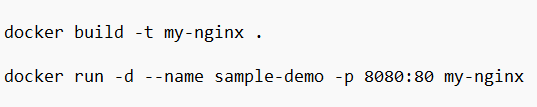 docker build -t my-nginx .
docker run -d --name sample-demo -p 8080:80 my-nginx